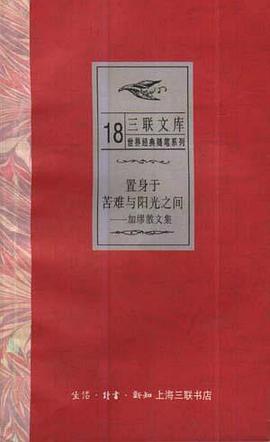 18 三联文库
世界经典随笔系列
置身于
苦难与阳光之间
——加缪散文集
生活·讀書·新知 上海三联书店